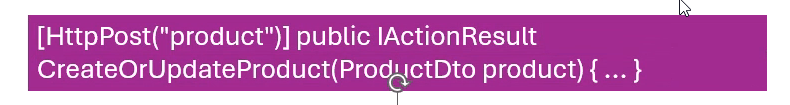 [HttpPost("product")] public IActionResult
CreateOrUpdateProduct(ProductDto product) { ... }